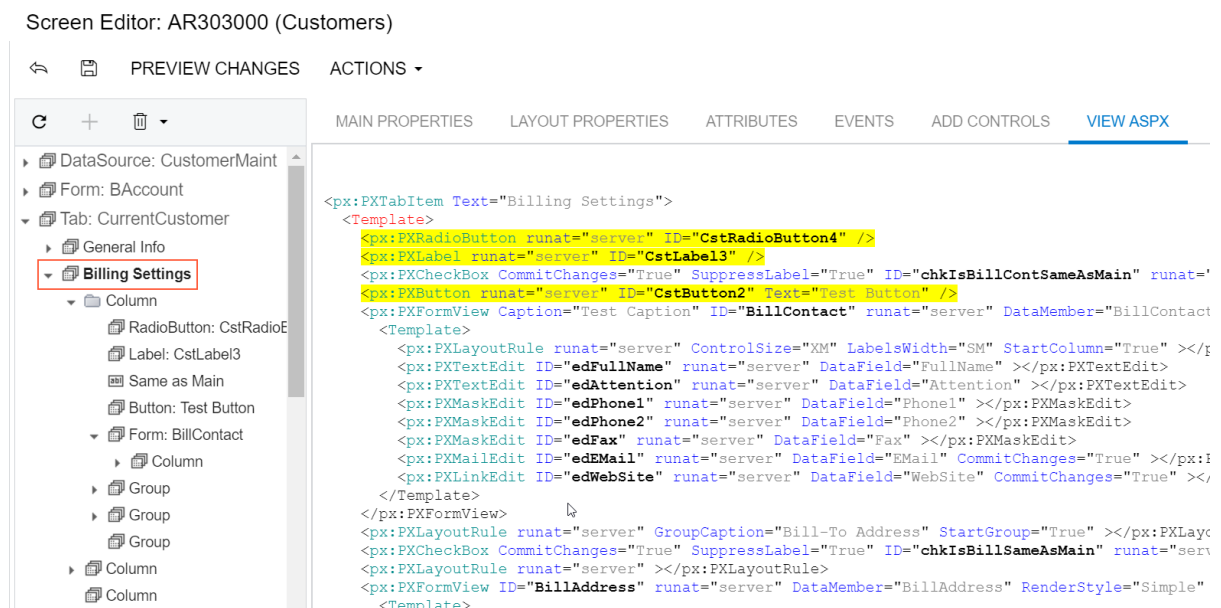 Screen Editor: AR303000 (Customers)
PREVIEW CHANGES ACTIONS
MAIN PROPERTIES LAYOUT PROPERTIES ATTRIBUTES EVENTS ADD CONTROLS VIEW ASPX
DataSource: CustomerMaint
Form: BAccount
Tab: CurrentCustomer
General Info
Billing Settings
Column
RadioButton: CstRadioE
Label: CstLabel3
Same as Main
Button: Test Button
Form: BillContact
Column
Group
Group
Group
Column
Column
<px:PXTabItem Text="Billing Settings">
<Template>
<px:PXRadioButton runat="server" ID="CstRadioButton4" />
<px:PXLabel runat="server" ID="CstLabel3" />
<px:PXCheckBox CommitChanges="True" SuppressLabel="True" ID="chkIsBillContSameAsMain" runat="
<px:PXButton runat="server" ID="CstButton2" Text="Test Button" />
<px:PXFormView Caption="Test Caption" ID="BillContact" runat="server" DataMember="BillContact
<Template>
<px:PXLayoutRule runat="server" ControlSize="XM" LabelsWidth="SM" StartColumn="True" ></p
<px:PXTextEdit ID="edFullName" runat="server" DataField="FullName" ></px:PXTextEdit>
<px:PXTextEdit ID="edAttention" runat="server" DataField="Attention" ></px:PXTextEdit>
<px:PXMaskEdit ID="edPhone1" runat="server" DataField="Phone1" ></px:PXMaskEdit>
<px:PXMaskEdit ID="edPhone2" runat="server" DataField="Phone2" ></px:PXMaskEdit>
<px:PXMaskEdit ID="edFax" runat="server" DataField="Fax" ></px:PXMaskEdit>
<px:PXMailEdit ID="edEMail" runat="server" DataField="EMail" CommitChanges="True" ></px:P
<px:PXLinkEdit ID="edWebSite" runat="server" DataField="WebSite" CommitChanges="True" ></
</Template>
</px:PXFormView>
<px:PXLayoutRule runat="server" GroupCaption="Bill-To Address" StartGroup="True" ></px:PXLayo
<px:PXCheckBox CommitChanges="True" SuppressLabel="True" ID="chkIsBillSameAsMain" runat="serv
<px:PXLayoutRule runat="server" ></px:PXLayoutRule>
<px:PXFormView ID="BillAddress" runat="server" DataMember="BillAddress" RenderStyle="Simple"
<Template>